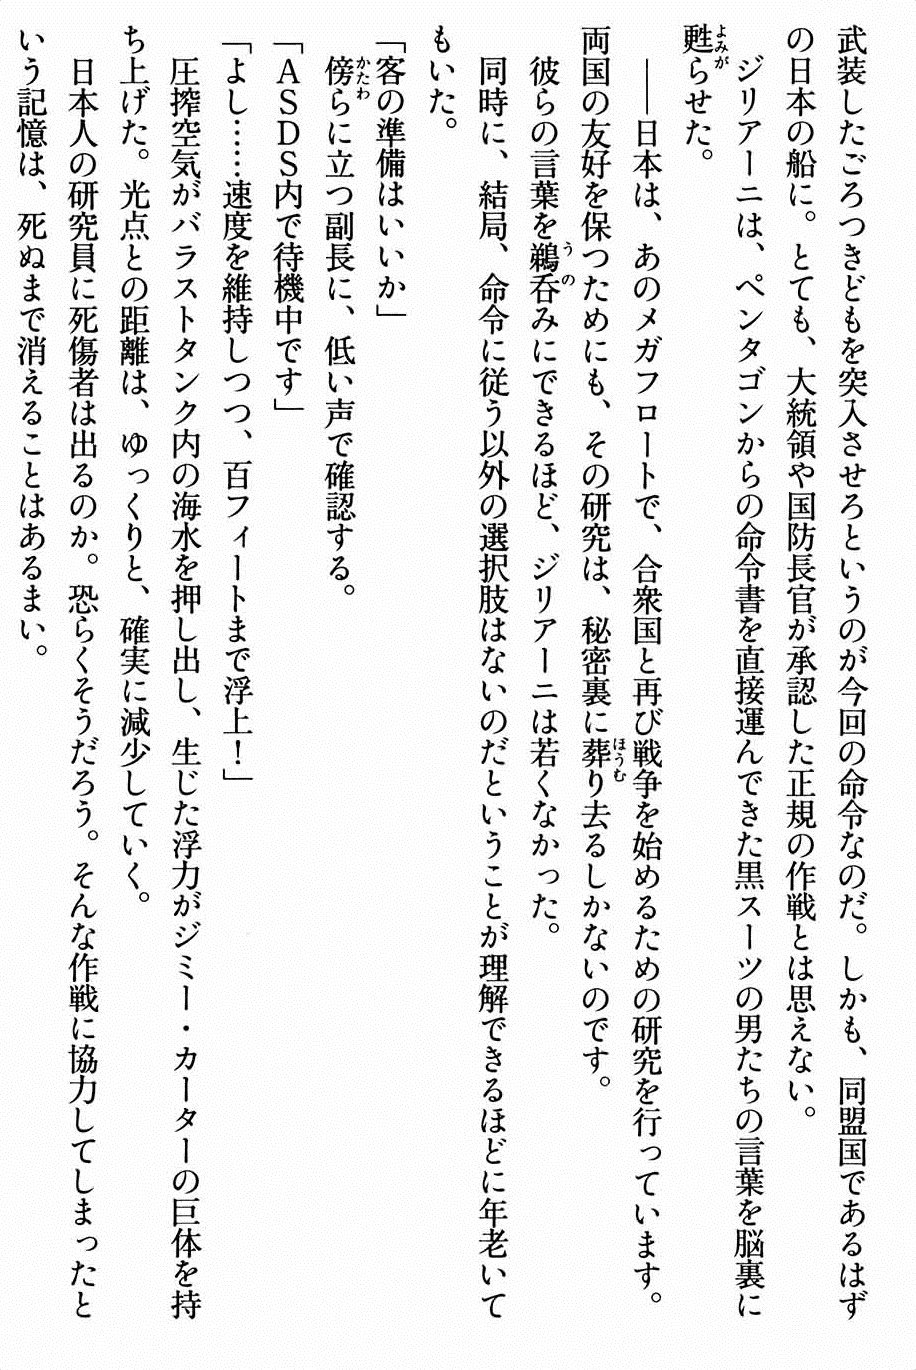 武装したごろつきどもを突入させろというのが今回の命令なのだ。しかも、同盟国であるはず
の日本の船に。とても、大統領や国防長官が承認した正規の作戦とは思えない。
　ジリアーニは、ペンタゴンからの命令書を直接運んできた黒スーツの男たちの言葉を脳裏に
甦らせた。
　――日本は、あのメガフロートで、合衆国と再び戦争を始めるための研究を行っています。
両国の友好を保つためにも、その研究は、秘密裏に葬り去るしかないのです。
　彼らの言葉を鵜呑みにできるほど、ジリアーニは若くなかった。
　同時に、結局、命令に従う以外の選択肢はないのだということが理解できるほどに年老いて
もいた。
「客の準備はいいか」
　傍らに立つ副長に、低い声で確認する。
「ＡＳＤＳ内で待機中です」
「よし……速度を維持しつつ、百フィートまで浮上！」
　圧搾空気がバラストタンク内の海水を押し出し、生じた浮力がジミー・カーターの巨体を持
ち上げた。光点との距離は、ゆっくりと、確実に減少していく。
　日本人の研究員に死傷者は出るのか。恐らくそうだろう。そんな作戦に協力してしまったと
いう記憶は、死ぬまで消えることはあるまい。